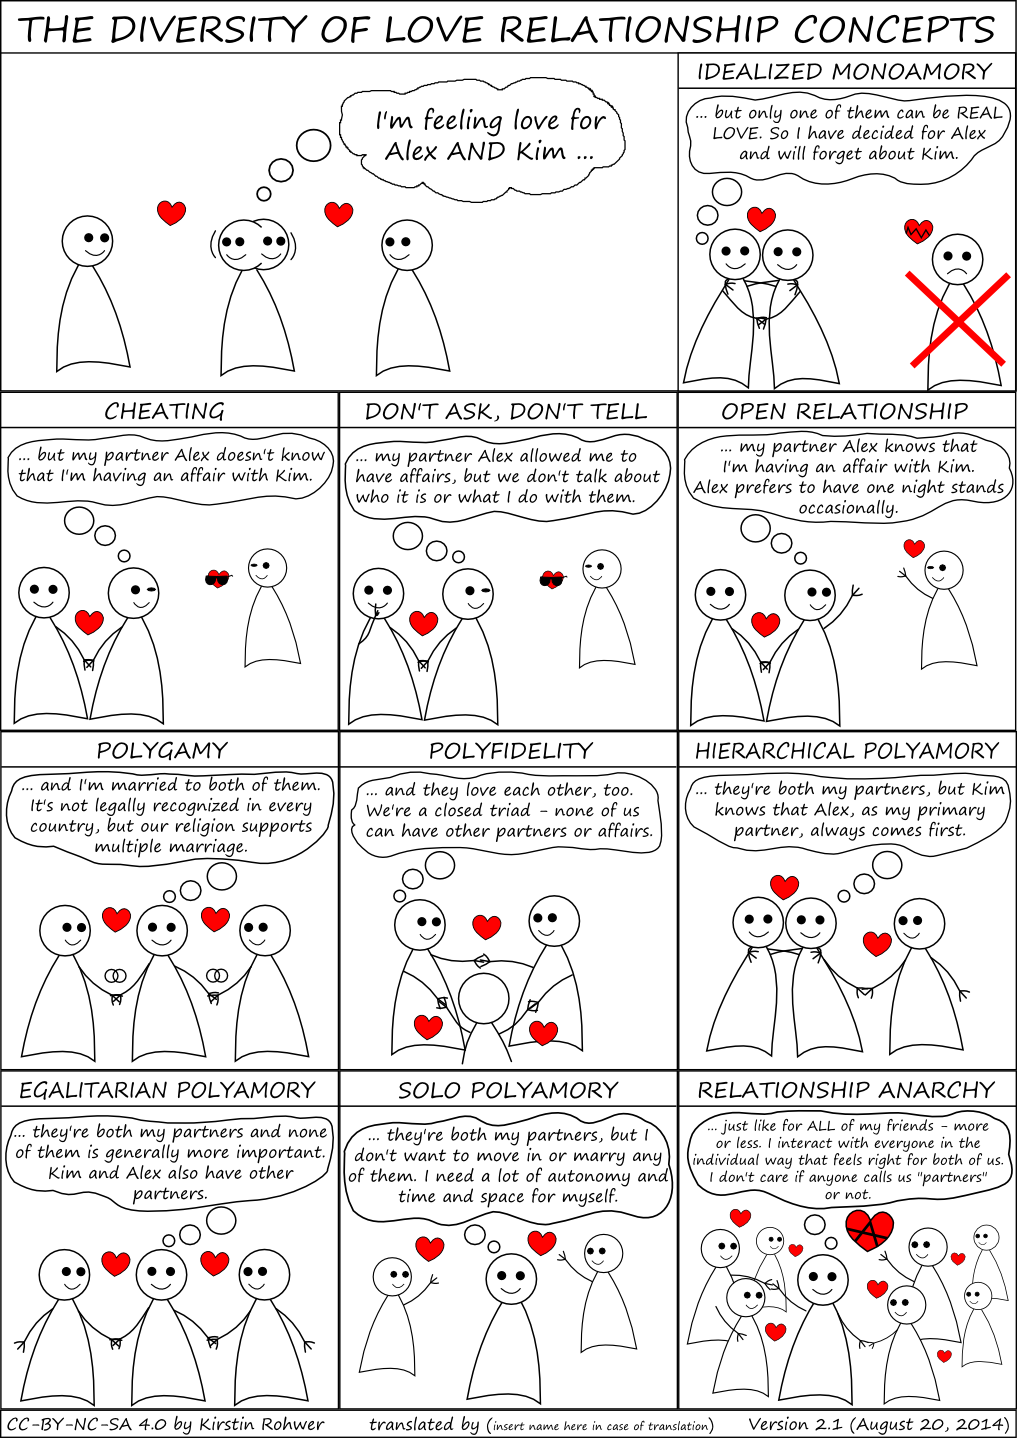 THE DIVERSITY OF LOVE RELATIONSHIP CONCEPTS
I'm feeling love for
Alex AND Kim ...
IDEALIZED MONOAMORY
... but only one of them can be REAL
LOVE. So I have decided for Alex
and will forget about Kim.
CHEATING
... but my partner Alex doesn't know
that I'm having an affair with Kim.
DON'T ASK, DON'T TELL
... my partner Alex allowed me to
have affairs, but we don't talk about
who it is or what I do with them.
OPEN RELATIONSHIP
... my partner Alex knows that
I'm having an affair with Kim.
Alex prefers to have one night stands
occasionally.
POLYGAMY
... and I'm married to both of them.
It's not legally recognized in every
country, but our religion supports
multiple marriage.
POLYFIDELITY
... and they love each other, too.
We're a closed triad - none of us
can have other partners or affairs.
HIERARCHICAL POLYAMORY
... they're both my partners, but Kim
knows that Alex, as my primary
partner, always comes first.
EGALITARIAN POLYAMORY
... they're both my partners and none
of them is generally more important.
Kim and Alex also have other
partners.
SOLO POLYAMORY
... they're both my partners, but I
don't want to move in or marry any
of them. I need a lot of autonomy and
time and space for myself.
RELATIONSHIP ANARCHY
... just like for ALL of my friends - more
or less. I interact with everyone in the
individual way that feels right for both of us.
I don't care if anyone calls us "partners"
or not.
CC-BY-NC-SA 4.0 by Kirstin Rohwer
translated by (insert name here in case of translation)
Version 2.1 (August 20, 2014)